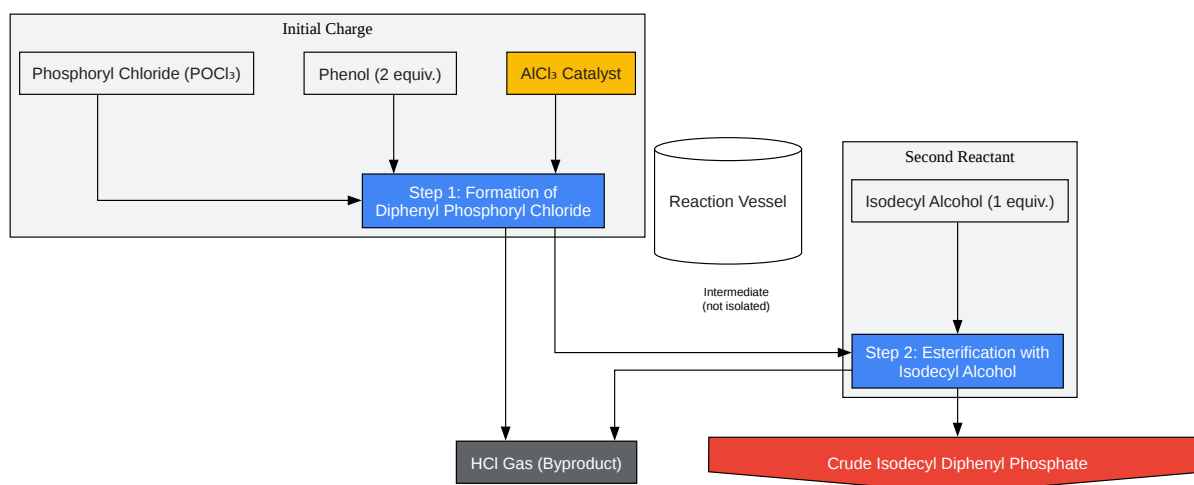 Initial Charge
Phosphoryl Chloride (POCl₃)
Phenol (2 equiv.)
AlCl₃ Catalyst
Step 1: Formation of
Diphenyl Phosphoryl Chloride
Reaction Vessel
Second Reactant
Isodecyl Alcohol (1 equiv.)
Intermediate
(not isolated)
Step 2: Esterification with
Isodecyl Alcohol
HCl Gas (Byproduct)
Crude Isodecyl Diphenyl Phosphate